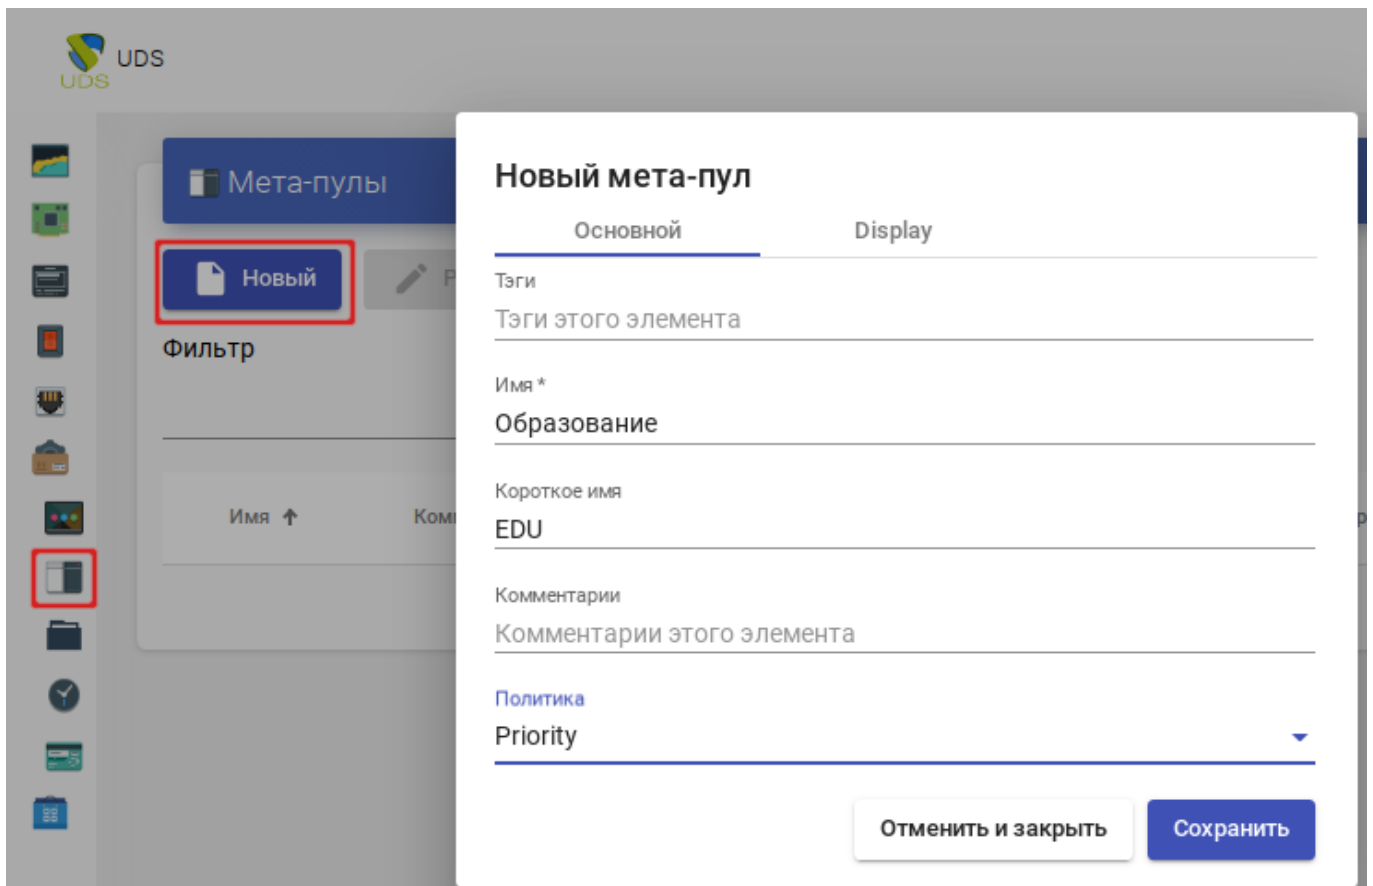 UDS
UDS
Мета-пулы
Новый
Р
Фильтр
Имя
Ком
Новый мета-пул
Основной
Display
Тэги
Тэги этого элемента
Имя *
Образование
Короткое имя
EDU
Комментарии
Комментарии этого элемента
Политика
Priority
Отменить и закрыть
Сохранить